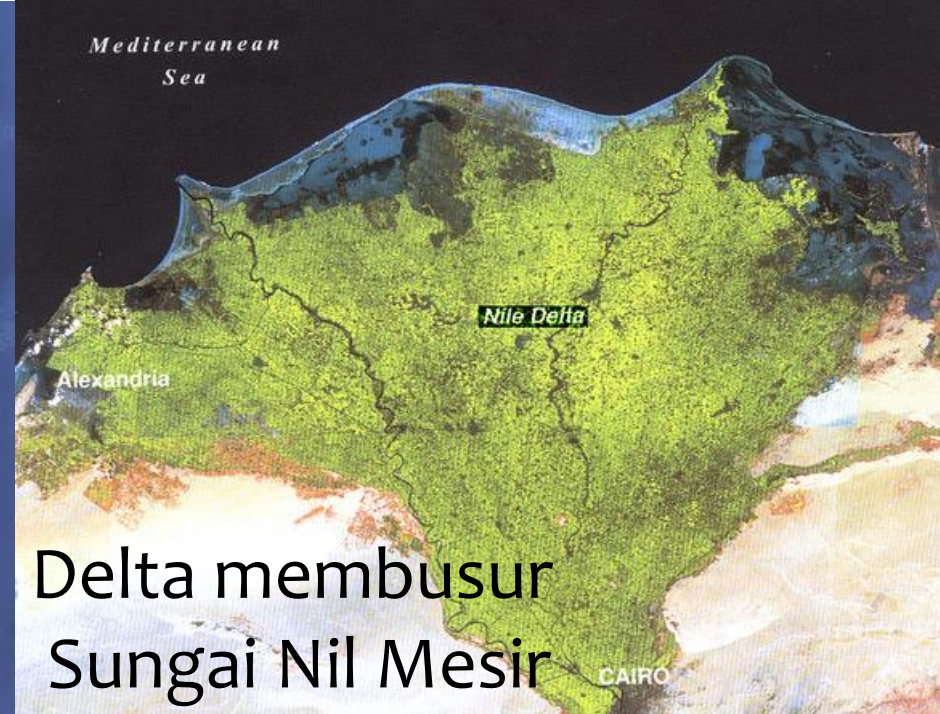 Mediterranean
Sea
Nile Delta
Alexandria
Delta membusur
Sungai Nil Mesir
CAIRO